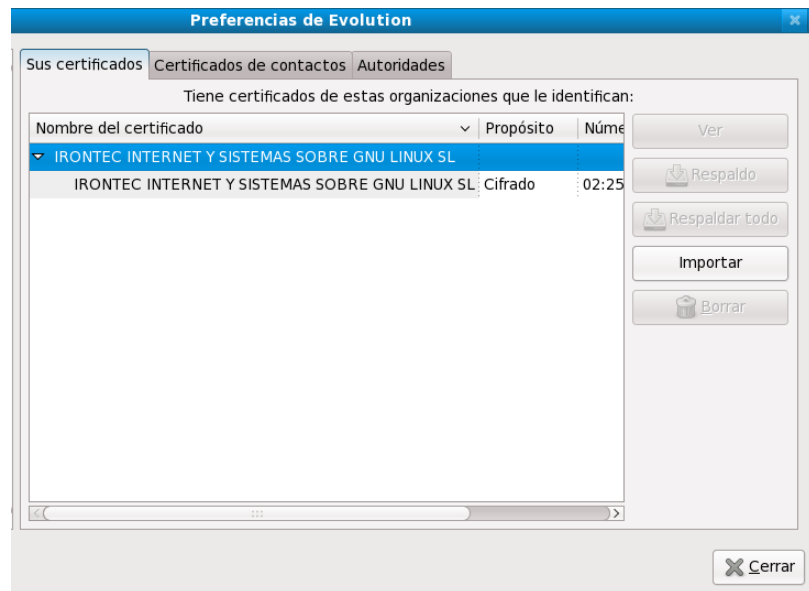 Preferencias de Evolution
Sus certificados Certificados de contactos Autoridades
Tiene certificados de estas organizaciones que le identifican:
Nombre del certificado Propósito Núme
IRONTEC INTERNET Y SISTEMAS SOBRE GNU LINUX SL
IRONTEC INTERNET Y SISTEMAS SOBRE GNU LINUX SL Cifrado 02:25
Ver
Respaldo
Respaldar todo
Importar
Borrar
Cerrar